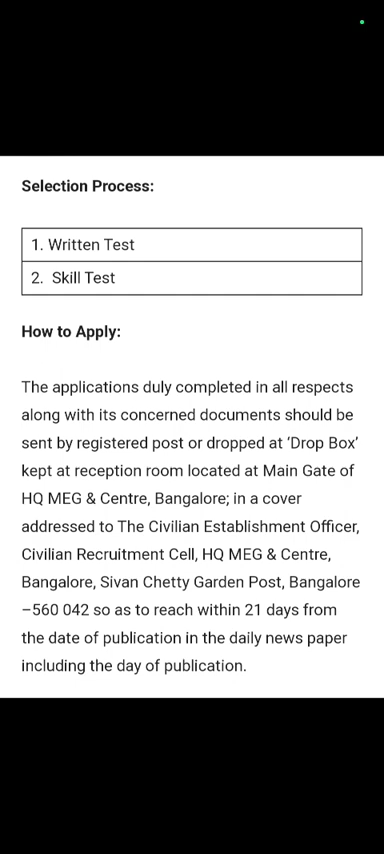 Selection Process:
1. Written Test
2. Skill Test
How to Apply:
The applications duly completed in all respects
along with its concerned documents should be
sent by registered post or dropped at ‘Drop Box’
kept at reception room located at Main Gate of
HQ MEG & Centre, Bangalore; in a cover
addressed to The Civilian Establishment Officer,
Civilian Recruitment Cell, HQ MEG & Centre,
Bangalore, Sivan Chetty Garden Post, Bangalore
–560 042 so as to reach within 21 days from
the date of publication in the daily news paper
including the day of publication.